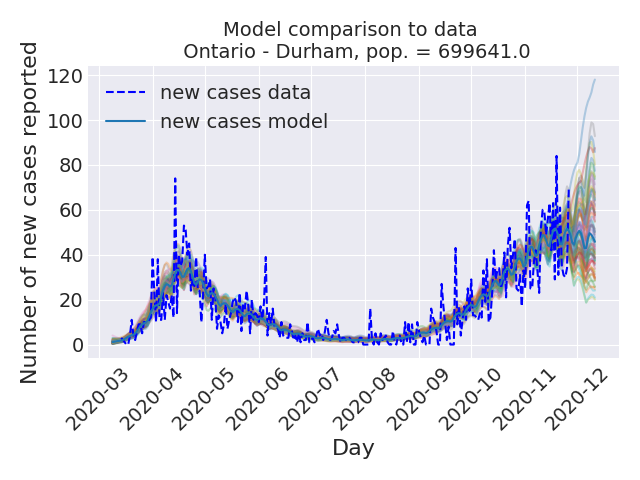 Model comparison to data
Ontario - Durham, pop. = 699641.0
Number of new cases reported
120
100
80
60
40
20
0
new cases data
new cases model
2020-03
2020-04
2020-05
2020-06
2020-07
2020-08
2020-09
2020-10
2020-11
2020-12
Day